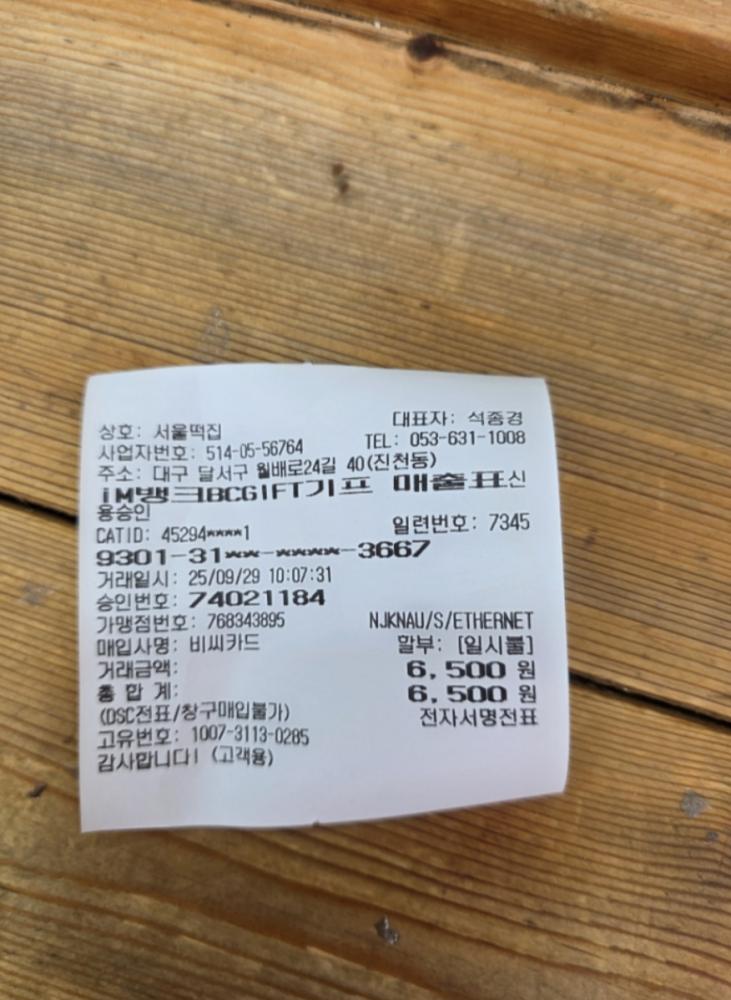 상호: 서울떡집 대표자: 석종경
사업자번호: 514-05-56764 TEL: 053-631-1008
주소: 대구 달서구 월배로24길 40(진천동)
iM뱅크BCGIFT기프 매출표신
용승인
CATID: 45294****1 일련번호: 7345
9301-31**-****-3667
거래일시: 25/09/29 10:07:31
승인번호: 74021184
가맹점번호: 768343895 NJKNAU/S/ETHERNET
매입사명: 비씨카드 할부: [일시불]
거래금액: 6,500 원
총 합 계: 6,500 원
(DSC전표/창구매입불가) 전자서명전표
고유번호: 1007-3113-0285
감사합니다! (고객용)